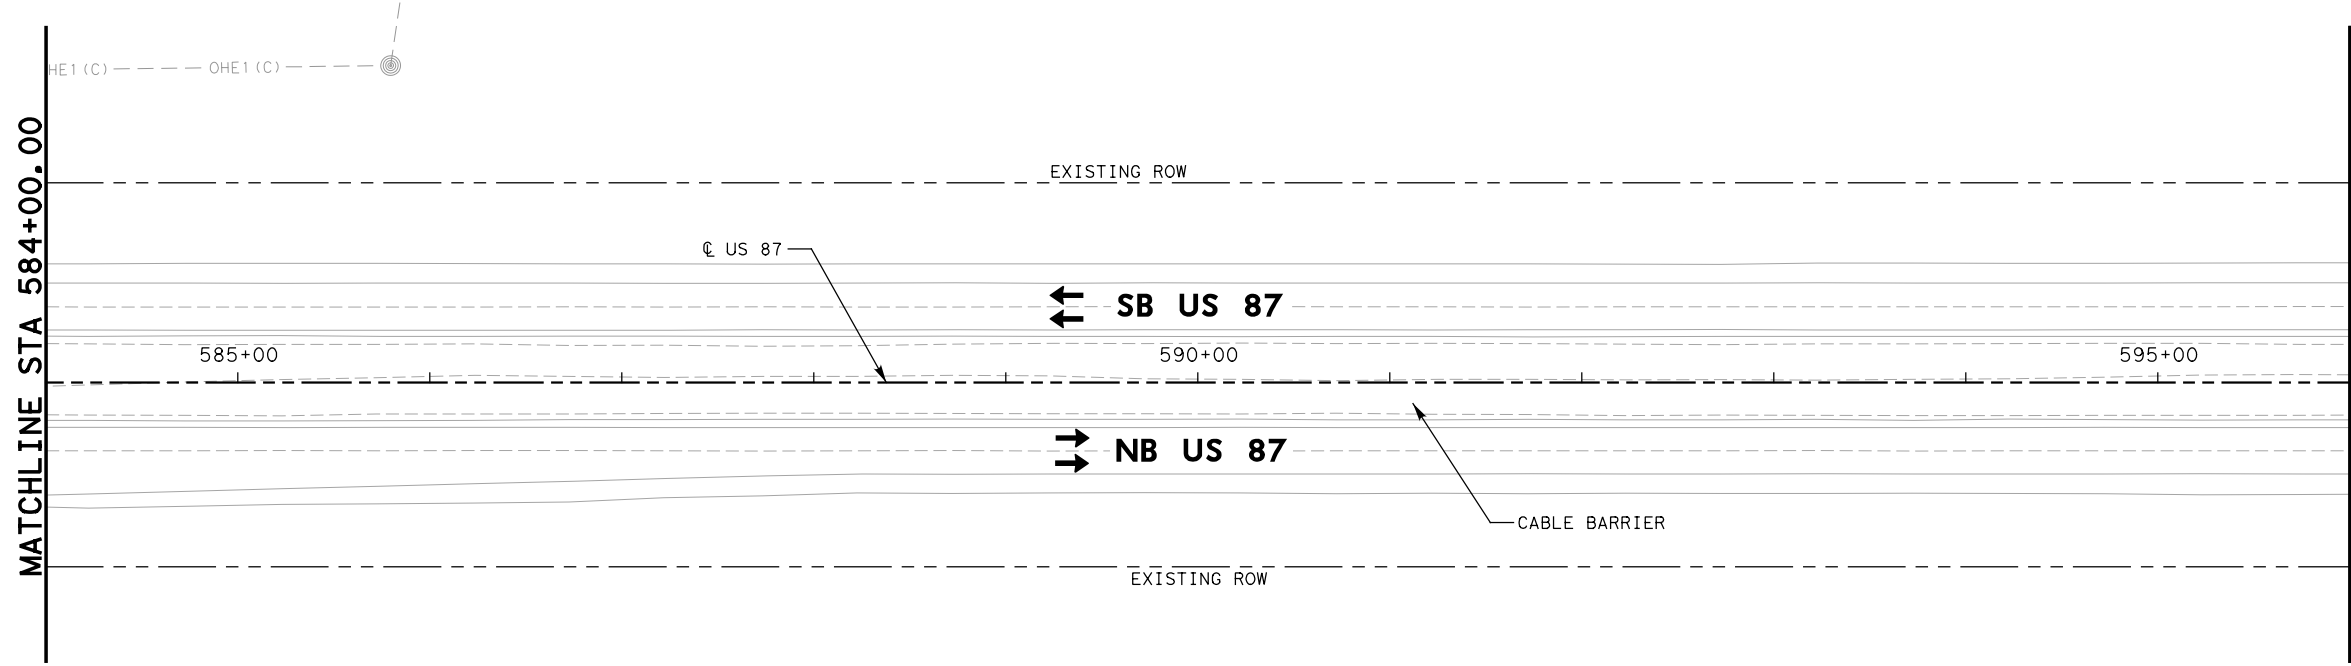 HE1(C)
OHE1(C)
MATCHLINE STA 584+00.00
EXISTING ROW
℄ US 87
SB US 87
585+00
590+00
595+00
NB US 87
CABLE BARRIER
EXISTING ROW